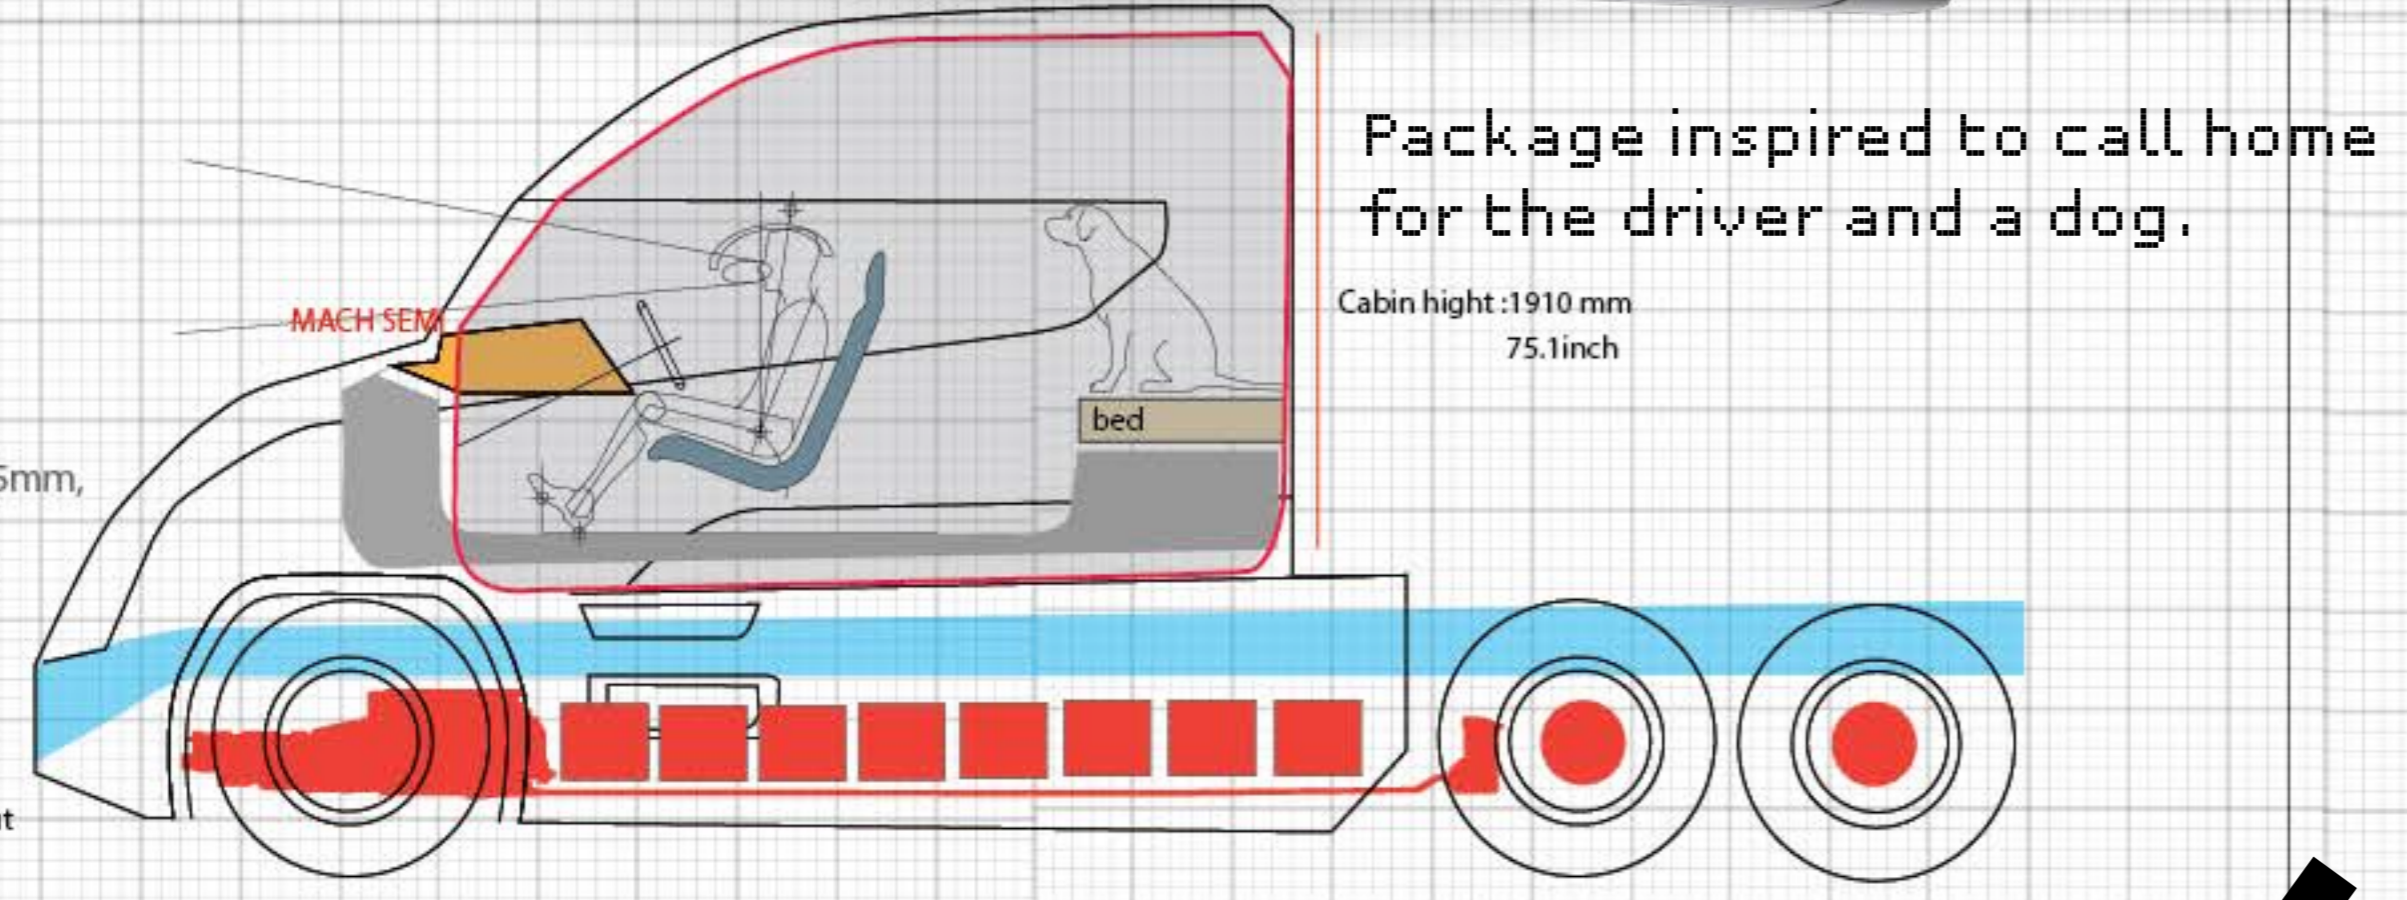 Package inspired to call home
for the driver and a dog.
MACH SEMI
Cabin hight :1910 mm
75.1inch
bed
5mm,